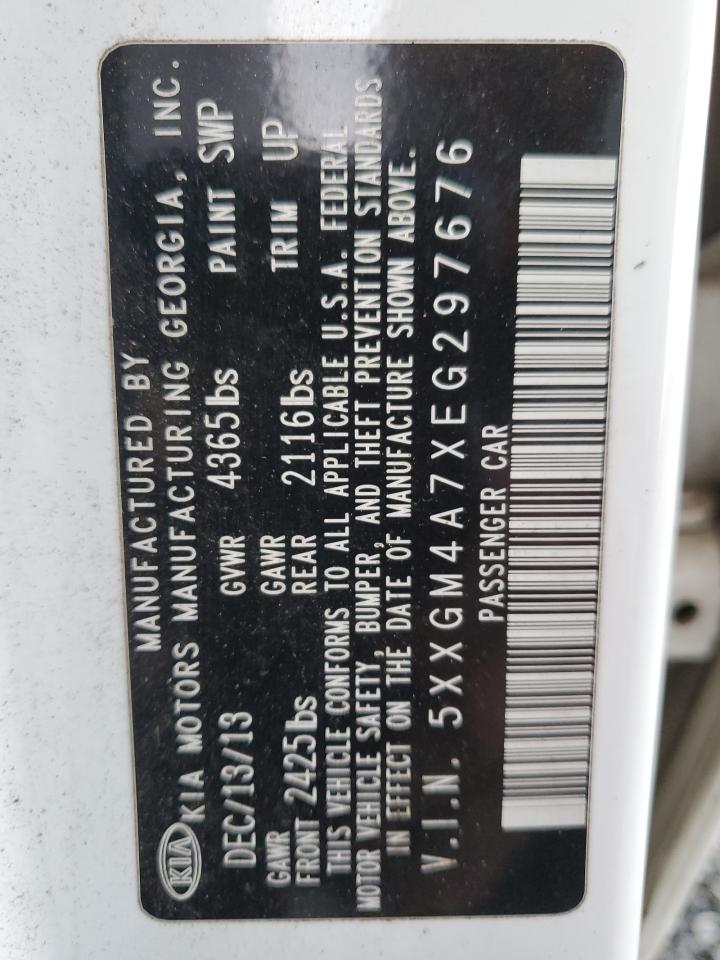 MANUFACTURED BY
KIA KIA MOTORS MANUFACTURING GEORGIA, INC.
DEC/13/13 GVWR 4365lbs PAINT SWP
GAWR FRONT 2425lbs GAWR REAR 2116lbs TRIM UP
THIS VEHICLE CONFORMS TO ALL APPLICABLE U.S.A. FEDERAL
MOTOR VEHICLE SAFETY, BUMPER, AND THEFT PREVENTION STANDARDS
IN EFFECT ON THE DATE OF MANUFACTURE SHOWN ABOVE.
V.I.N. 5XXGM4A7XEG297676
PASSENGER CAR